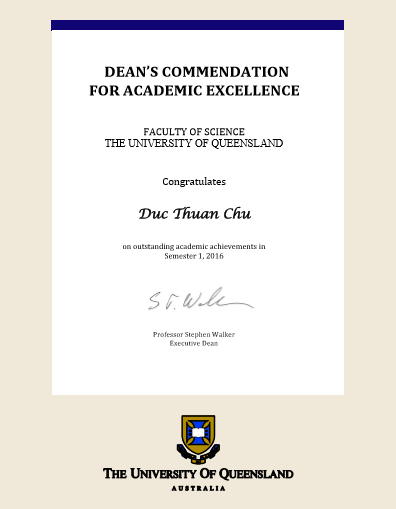 DEAN'S COMMENDATION
FOR ACADEMIC EXCELLENCE
FACULTY OF SCIENCE
THE UNIVERSITY OF QUEENSLAND
Congratulates
Duc Thuan Chu
on outstanding academic achievements in
Semester 1, 2016
S T. Walker
Professor Stephen Walker
Executive Dean
THE UNIVERSITY OF QUEENSLAND
AUSTRALIA